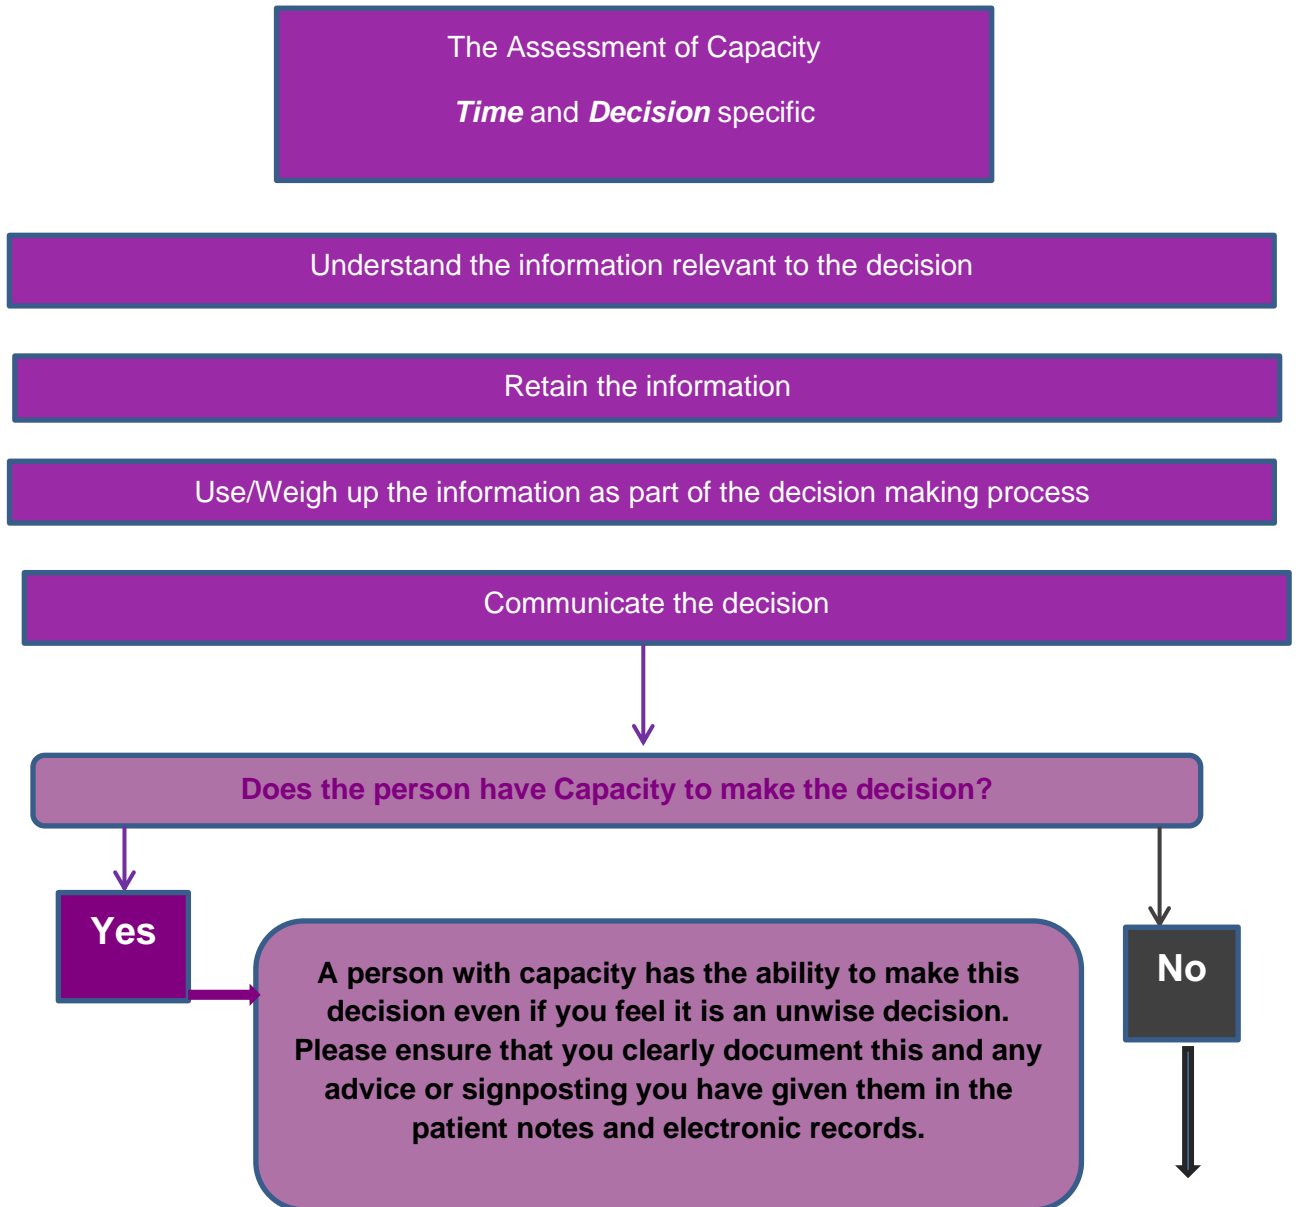 The Assessment of Capacity
Time and Decision specific
Understand the information relevant to the decision
Retain the information
Use/Weigh up the information as part of the decision making process
Communicate the decision
Does the person have Capacity to make the decision?
Yes
A person with capacity has the ability to make this
decision even if you feel it is an unwise decision.
Please ensure that you clearly document this and any
advice or signposting you have given them in the
patient notes and electronic records.
No